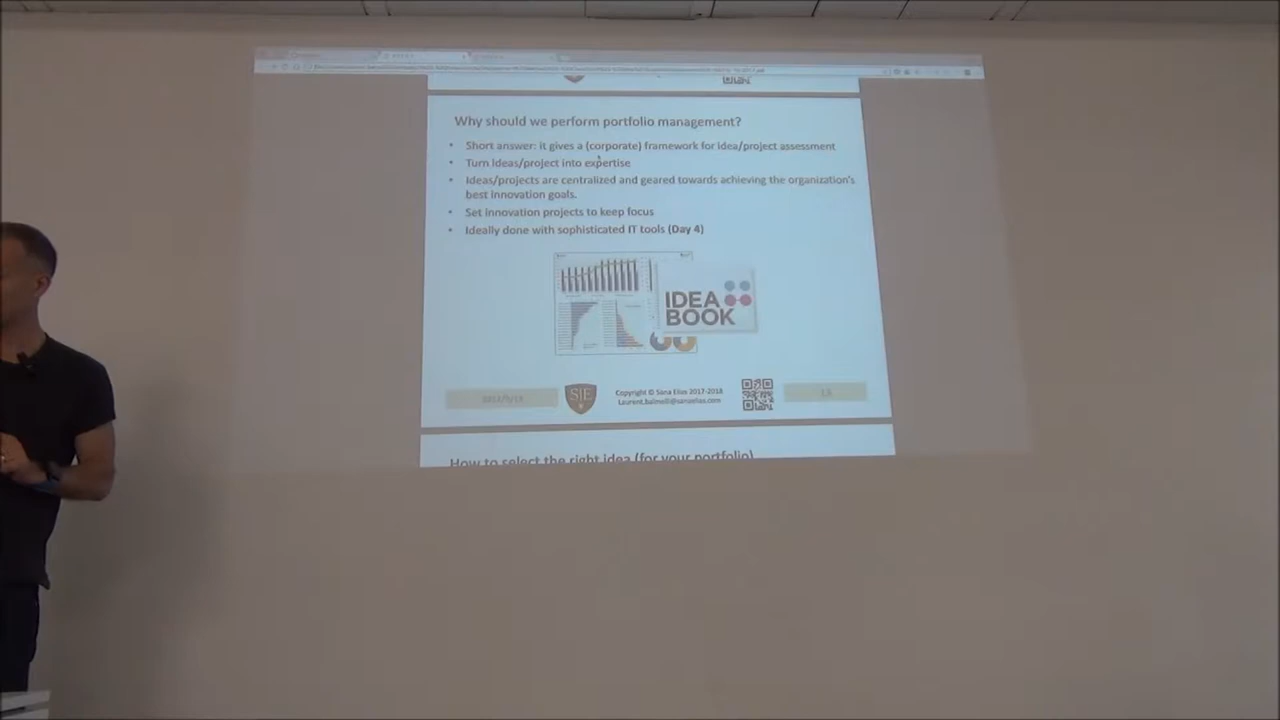 Why should we perform portfolio management?
• Short answer: it gives a (corporate) framework for idea/project assessment
• Turn ideas/project into expertise
• Ideas/projects are centralized and geared towards achieving the organization's
best innovation goals.
• Set innovation projects to keep focus
• Ideally done with sophisticated IT tools (Day 4)
IDEA
BOOK
SIE
Copyright © Sana Elias 2017-2018
Laurent.balmelli@sanaelias.com
13
How to select the right idea (for your portfolio)